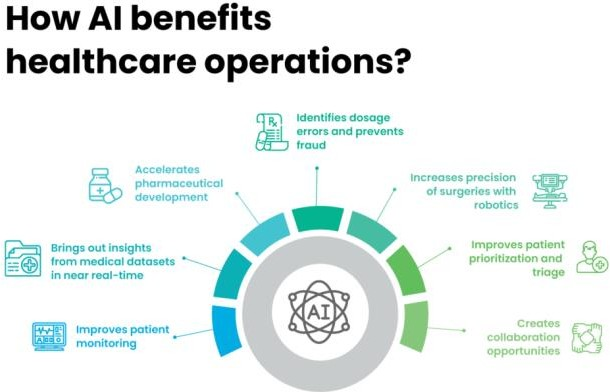 How AI benefits
healthcare operations?
Identifies dosage
errors and prevents
fraud
Accelerates
pharmaceutical
development
Increases precision
of surgeries with
robotics
Brings out insights
from medical datasets
in near real-time
Improves patient
prioritization and
triage
Improves patient
monitoring
Creates
collaboration
opportunities
AI
Rx